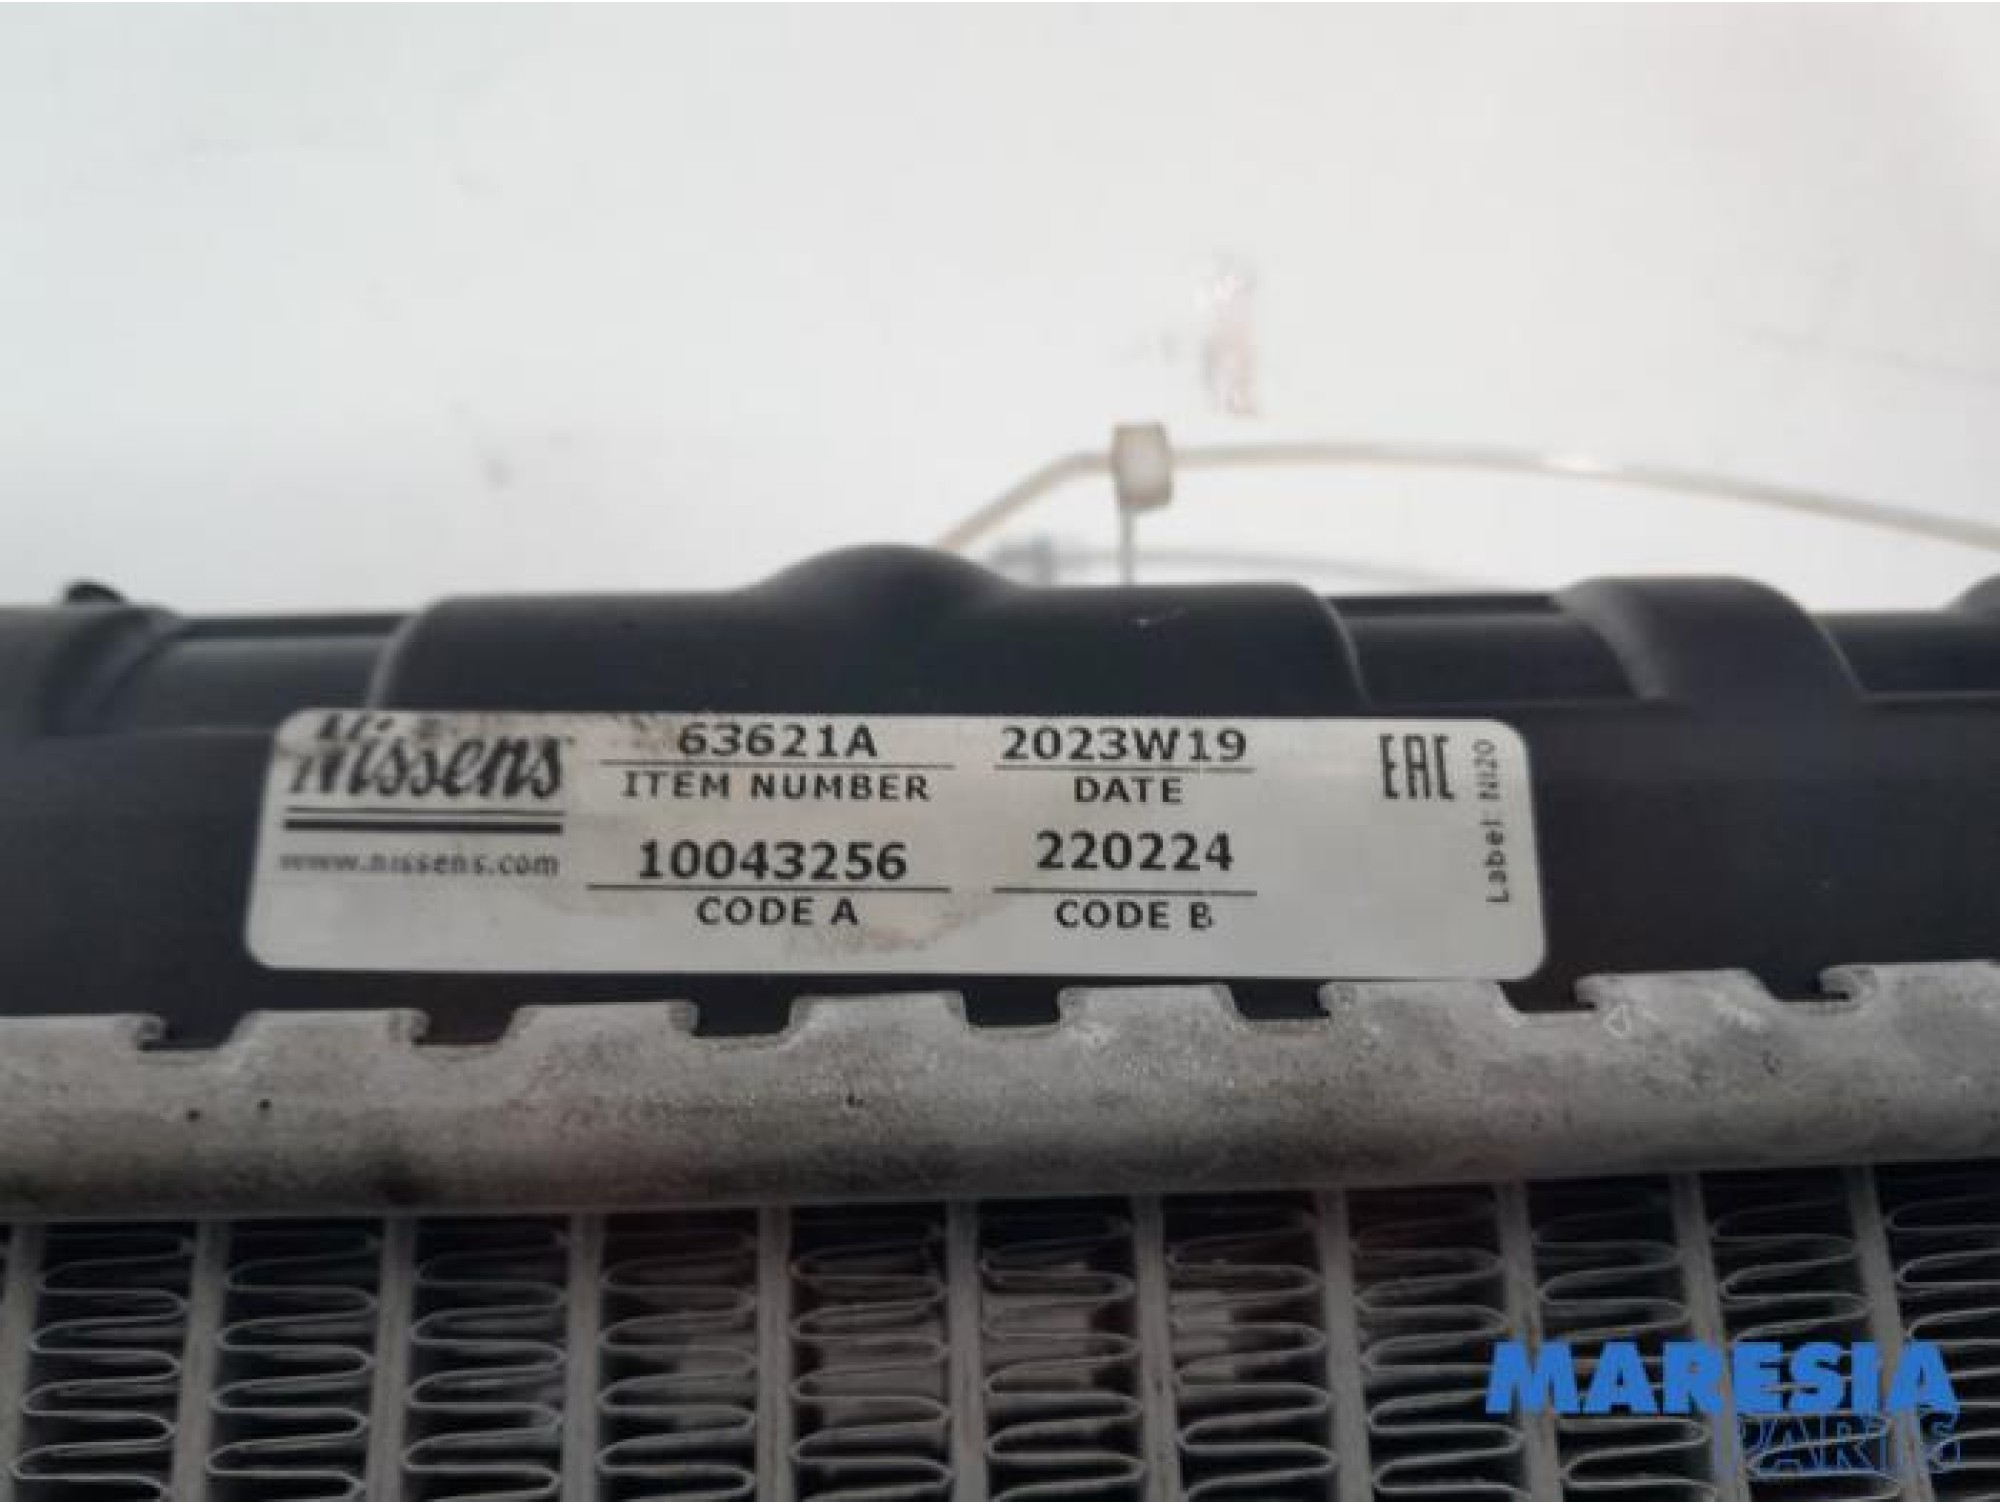 Nissens 63621A 2023W19 EAC
ITEM NUMBER DATE
www.nissens.com 10043256 220224
CODE A CODE B
Label: NI20
MARESIA
PARTS